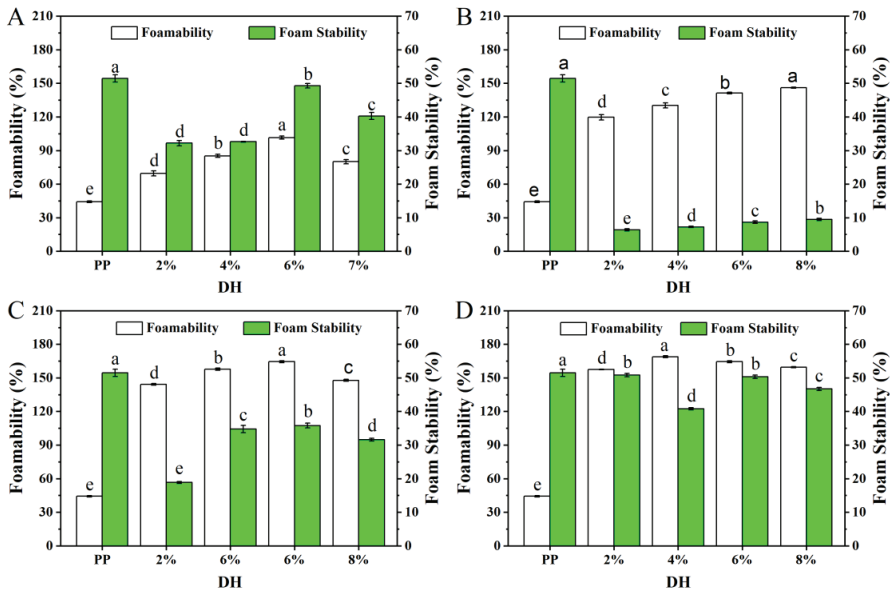 A
Foamability Foam Stability
Foamability (%)
Foam Stability (%)
210
180
150
120
90
60
30
0
70
60
50
40
30
20
10
0
e a d d b d a b c c
PP 2% 4% 6% 7%
DH
B
Foamability Foam Stability
Foamability (%)
Foam Stability (%)
210
180
150
120
90
60
30
0
70
60
50
40
30
20
10
0
e a d e c d b c a b
PP 2% 4% 6% 8%
DH
C
Foamability Foam Stability
Foamability (%)
Foam Stability (%)
210
180
150
120
90
60
30
0
70
60
50
40
30
20
10
0
e a d e b c a b c d
PP 2% 6% 6% 8%
DH
D
Foamability Foam Stability
Foamability (%)
Foam Stability (%)
210
180
150
120
90
60
30
0
70
60
50
40
30
20
10
0
e a d b a d b b c c
PP 2% 4% 6% 8%
DH